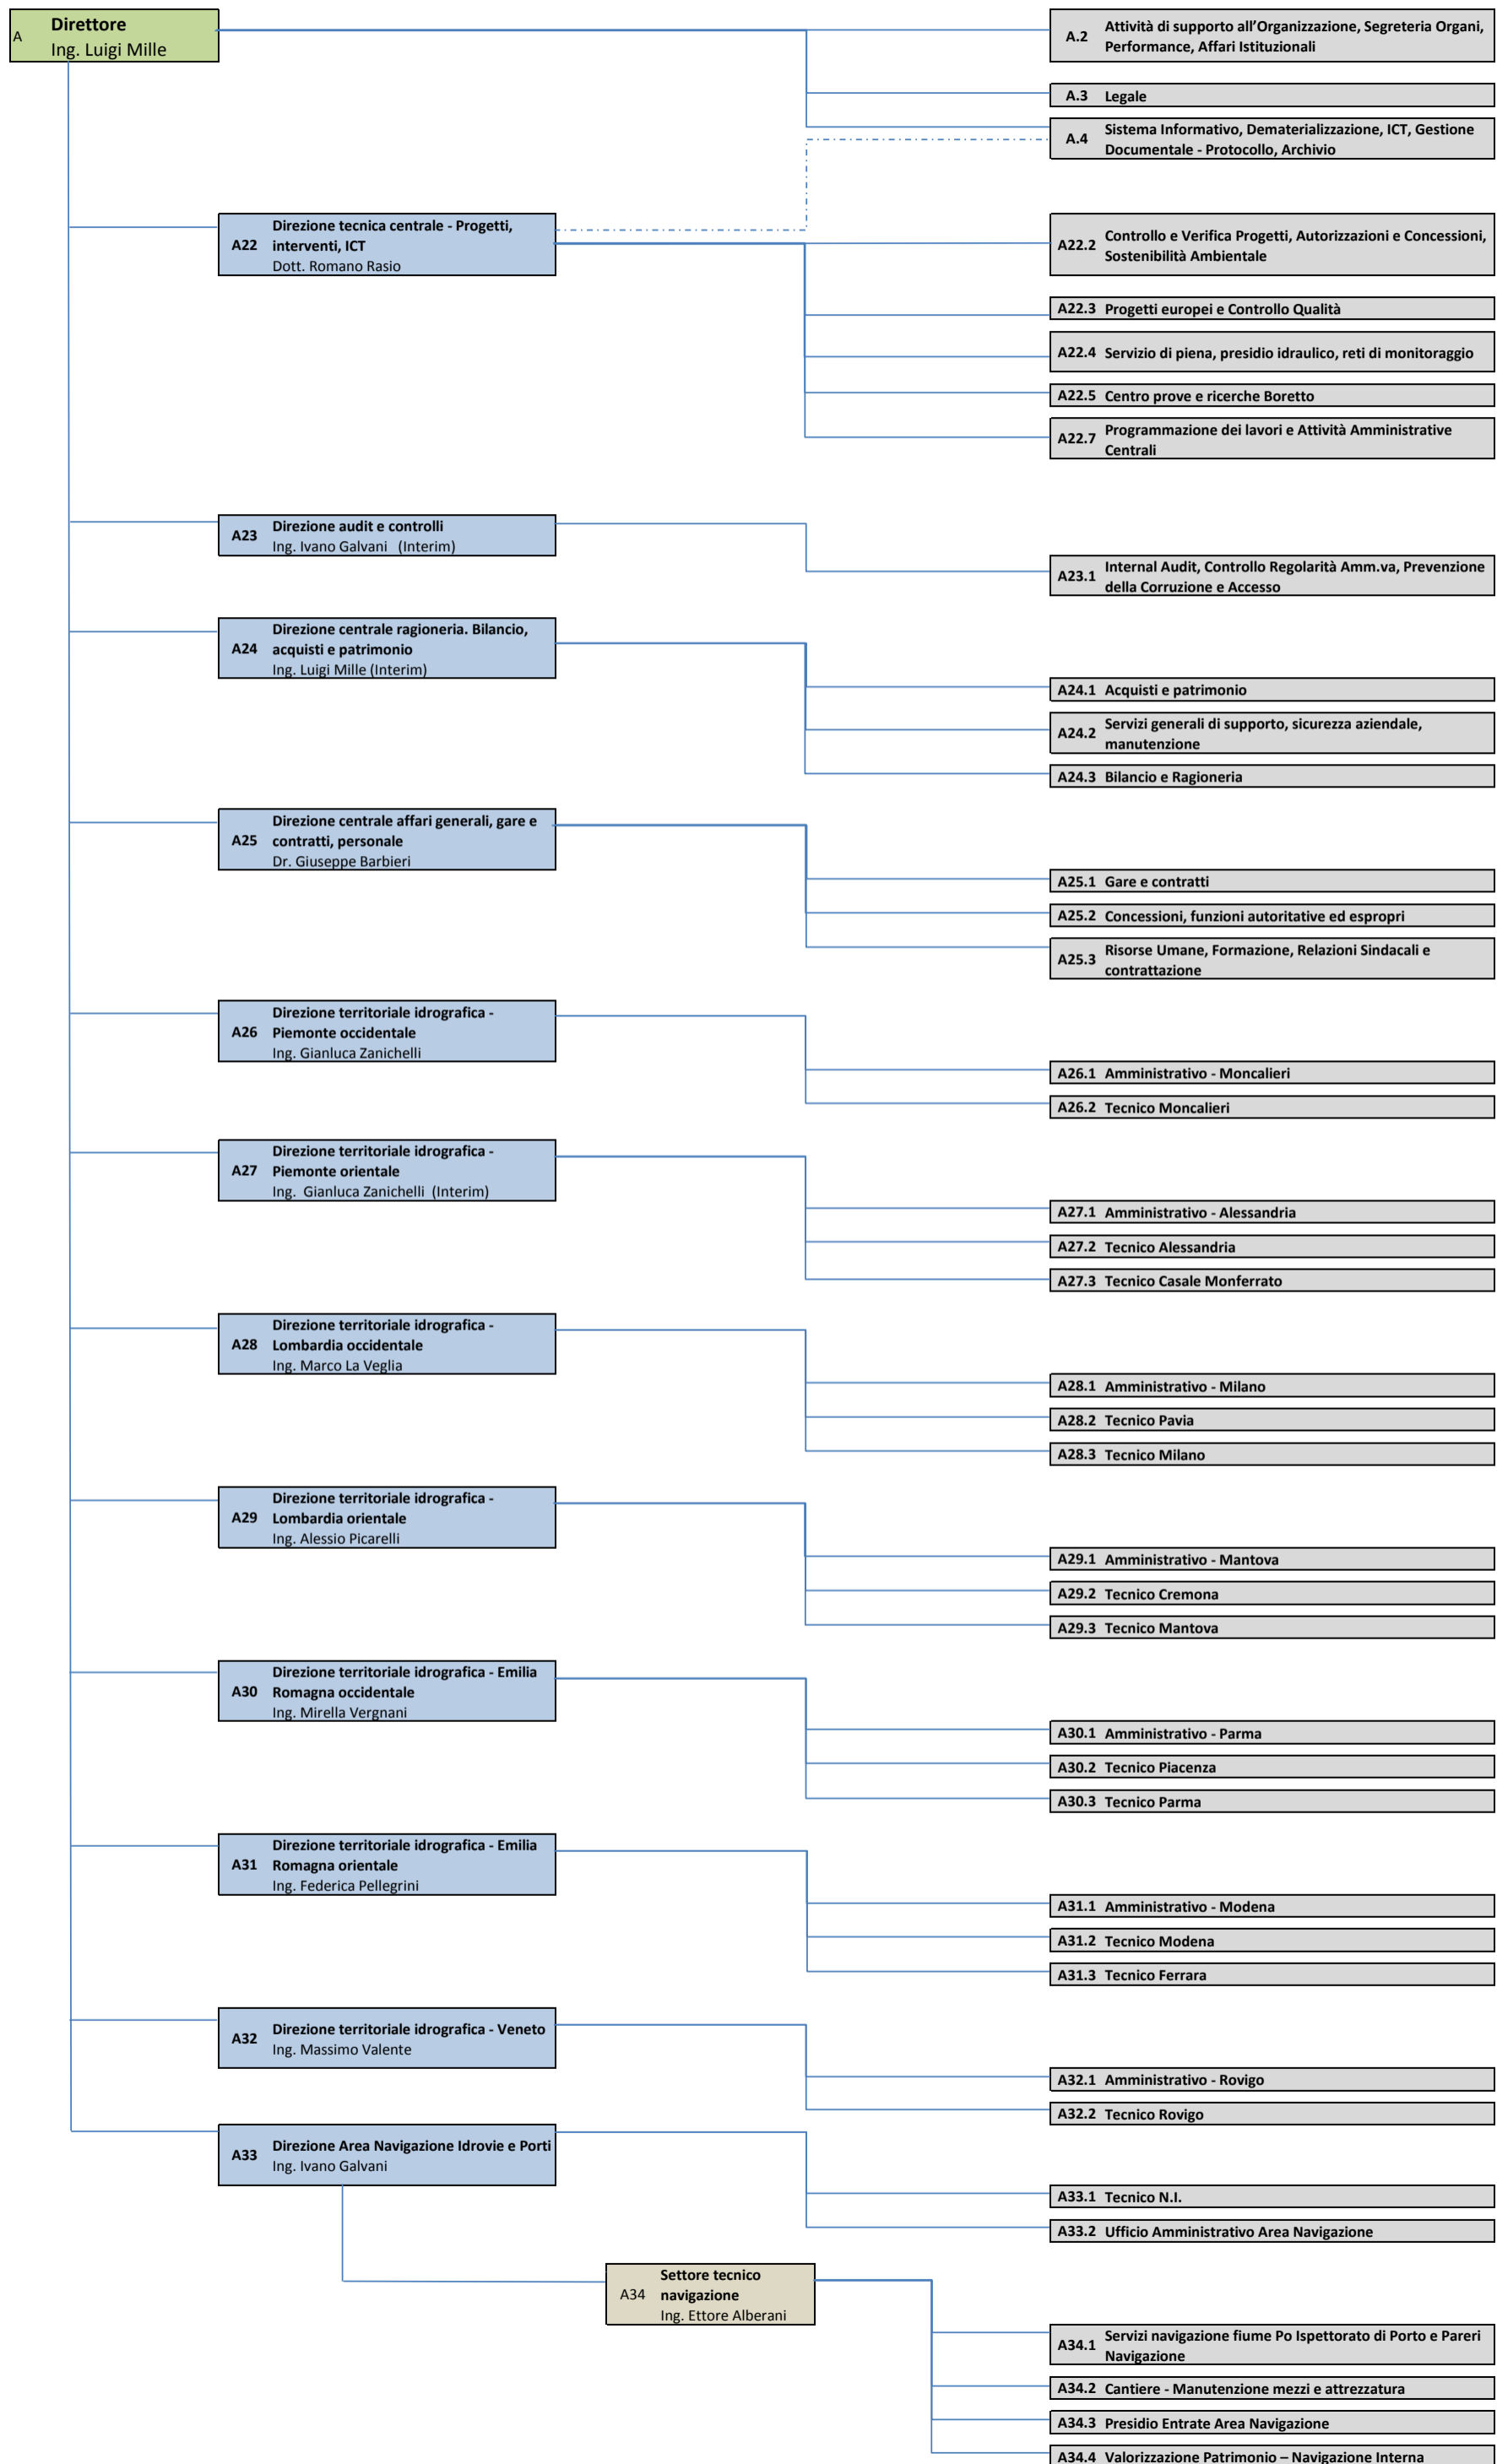 A
Direttore
Ing. Luigi Mille
A.2
Attività di supporto all’Organizzazione, Segreteria Organi,
Performance, Affari Istituzionali
A.3 Legale
A.4
Sistema Informativo, Dematerializzazione, ICT, Gestione
Documentale - Protocollo, Archivio
A22
Direzione tecnica centrale - Progetti,
interventi, ICT
Dott. Romano Rasio
A22.2
Controllo e Verifica Progetti, Autorizzazioni e Concessioni,
Sostenibilità Ambientale
A22.3 Progetti europei e Controllo Qualità
A22.4 Servizio di piena, presidio idraulico, reti di monitoraggio
A22.5 Centro prove e ricerche Boretto
A22.7
Programmazione dei lavori e Attività Amministrative
Centrali
A23
Direzione audit e controlli
Ing. Ivano Galvani (Interim)
A23.1
Internal Audit, Controllo Regolarità Amm.va, Prevenzione
della Corruzione e Accesso
A24
Direzione centrale ragioneria. Bilancio,
acquisti e patrimonio
Ing. Luigi Mille (Interim)
A24.1 Acquisti e patrimonio
A24.2
Servizi generali di supporto, sicurezza aziendale,
manutenzione
A24.3 Bilancio e Ragioneria
A25
Direzione centrale affari generali, gare e
contratti, personale
Dr. Giuseppe Barbieri
A25.1 Gare e contratti
A25.2 Concessioni, funzioni autoritative ed espropri
A25.3
Risorse Umane, Formazione, Relazioni Sindacali e
contrattazione
A26
Direzione territoriale idrografica -
Piemonte occidentale
Ing. Gianluca Zanichelli
A26.1 Amministrativo - Moncalieri
A26.2 Tecnico Moncalieri
A27
Direzione territoriale idrografica -
Piemonte orientale
Ing. Gianluca Zanichelli (Interim)
A27.1 Amministrativo - Alessandria
A27.2 Tecnico Alessandria
A27.3 Tecnico Casale Monferrato
A28
Direzione territoriale idrografica -
Lombardia occidentale
Ing. Marco La Veglia
A28.1 Amministrativo - Milano
A28.2 Tecnico Pavia
A28.3 Tecnico Milano
A29
Direzione territoriale idrografica -
Lombardia orientale
Ing. Alessio Picarelli
A29.1 Amministrativo - Mantova
A29.2 Tecnico Cremona
A29.3 Tecnico Mantova
A30
Direzione territoriale idrografica - Emilia
Romagna occidentale
Ing. Mirella Vergnani
A30.1 Amministrativo - Parma
A30.2 Tecnico Piacenza
A30.3 Tecnico Parma
A31
Direzione territoriale idrografica - Emilia
Romagna orientale
Ing. Federica Pellegrini
A31.1 Amministrativo - Modena
A31.2 Tecnico Modena
A31.3 Tecnico Ferrara
A32
Direzione territoriale idrografica - Veneto
Ing. Massimo Valente
A32.1 Amministrativo - Rovigo
A32.2 Tecnico Rovigo
A33
Direzione Area Navigazione Idrovie e Porti
Ing. Ivano Galvani
A33.1 Tecnico N.I.
A33.2 Ufficio Amministrativo Area Navigazione
A34
Settore tecnico
navigazione
Ing. Ettore Alberani
A34.1
Servizi navigazione fiume Po Ispettorato di Porto e Pareri
Navigazione
A34.2 Cantiere - Manutenzione mezzi e attrezzatura
A34.3 Presidio Entrate Area Navigazione
A34.4 Valorizzazione Patrimonio – Navigazione Interna